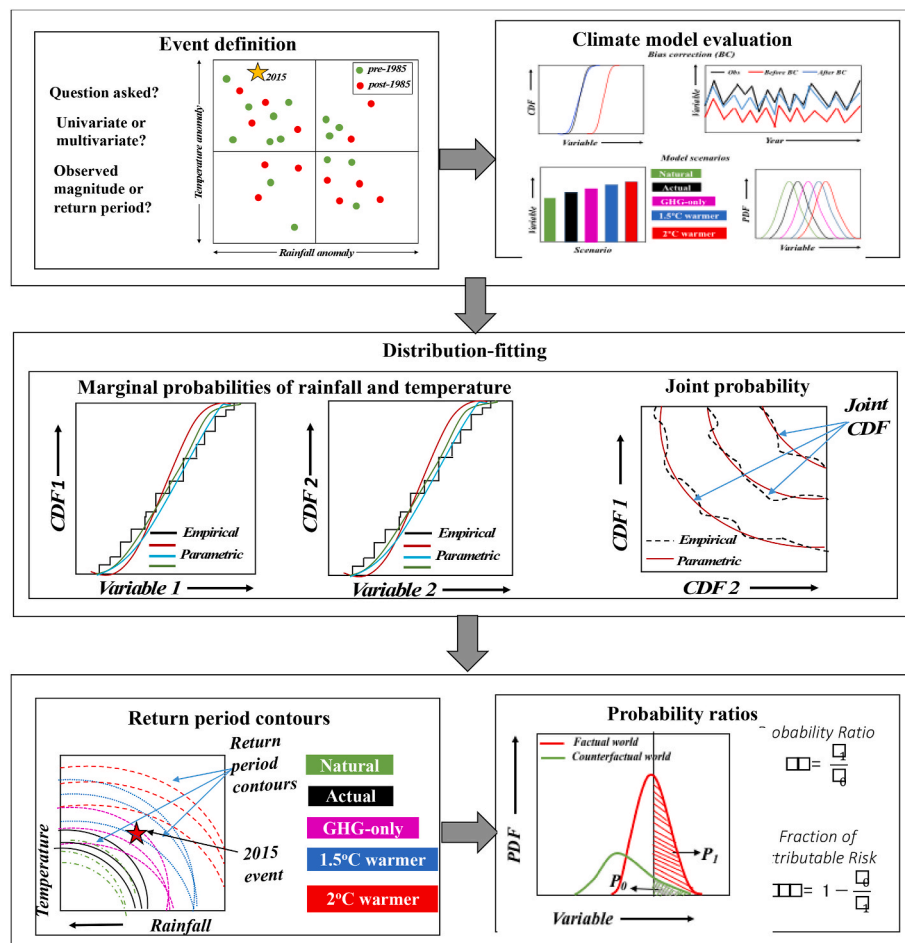 Event definition
Question asked?
Univariate or
multivariate?
Observed
magnitude or
return period?
Temperature anomaly
2015
pre-1985
post-1985
Rainfall anomaly
Climate model evaluation
Bias correction (BC)
CDF
Variable
Variable
Obs
Before BC
After BC
Year
Variable
Scenario
Model scenarios
Natural
Actual
GHG-only
1.5°C warmer
2°C warmer
PDF
Variable
Distribution-fitting
Marginal probabilities of rainfall and temperature
CDF1
Empirical
Parametric
Variable 1
CDF2
Empirical
Parametric
Variable 2
Joint probability
CDF 1
Joint
CDF
Empirical
Parametric
CDF 2
Return period contours
Return
period
contours
Temperature
Rainfall
2015
event
Natural
Actual
GHG-only
1.5°C warmer
2°C warmer
Probability ratios
PDF
Factual world
Counterfactual world
P1
P0
Variable
obability Ratio
□□= □1/□0
Fraction of
tributable Risk
□□□= 1 − □0/□1